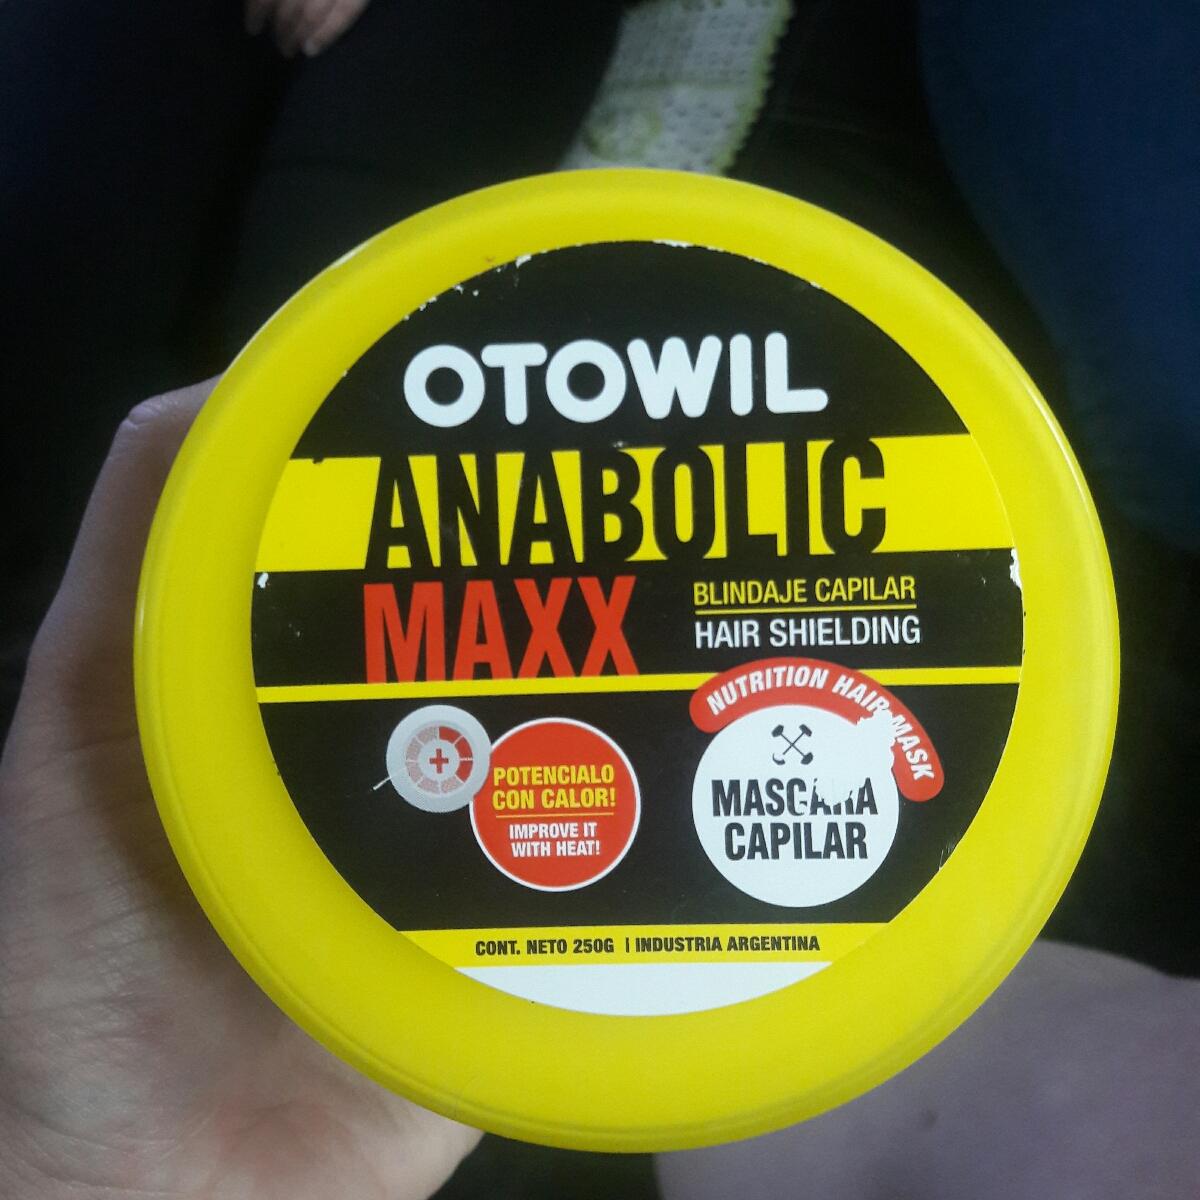 OTOWIL
ANABOLIC
MAXX
BLINDAJE CAPILAR
HAIR SHIELDING
NUTRITION HAIR MASK
POTENCIALO
CON CALOR!
IMPROVE IT
WITH HEAT!
MASCARA
CAPILAR
CONT. NETO 250G | INDUSTRIA ARGENTINA